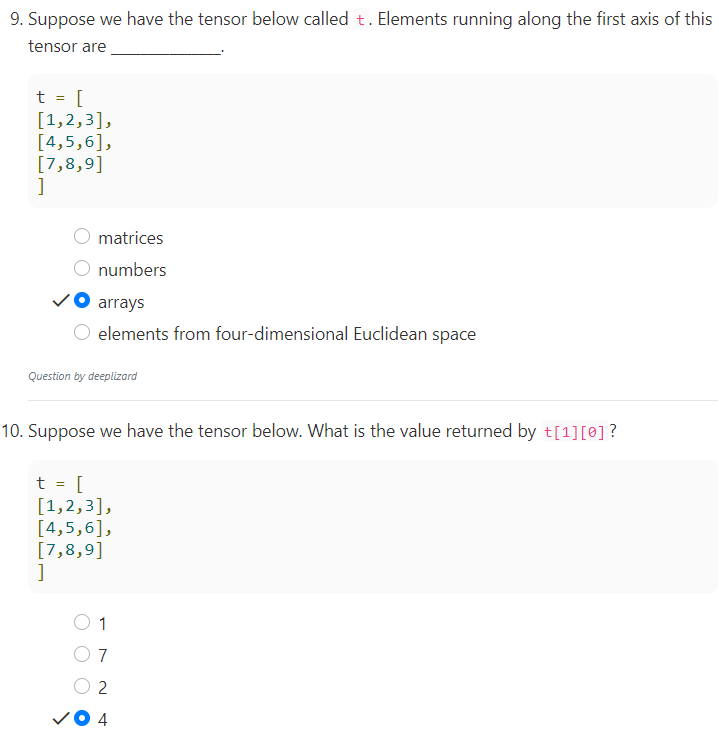 9. Suppose we have the tensor below called t. Elements running along the first axis of this
tensor are _____________.
t = [
[1,2,3],
[4,5,6],
[7,8,9]
]
matrices
numbers
arrays
elements from four-dimensional Euclidean space
Question by deeplizard
10. Suppose we have the tensor below. What is the value returned by t[1][0]?
t = [
[1,2,3],
[4,5,6],
[7,8,9]
]
1
7
2
4